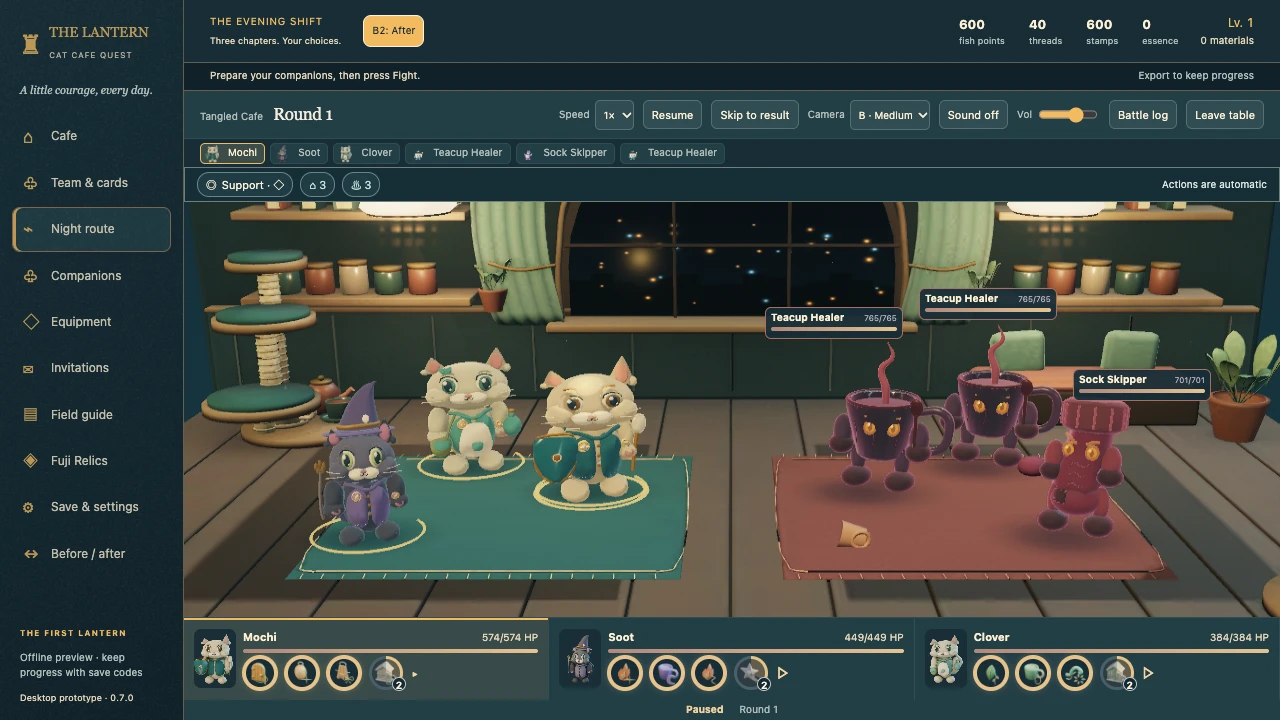 THE LANTERN
CAT CAFE QUEST
A little courage, every day.
Cafe
Team & cards
Night route
Companions
Equipment
Invitations
Field guide
Fuji Relics
Save & settings
Before / after
THE FIRST LANTERN
Offline preview · keep
progress with save codes
Desktop prototype · 0.7.0
THE EVENING SHIFT
Three chapters. Your choices.
B2: After
600
fish points
40
threads
600
stamps
0
essence
Lv. 1
0 materials
Prepare your companions, then press Fight.
Export to keep progress
Tangled Cafe
Round 1
Speed
1x
Resume
Skip to result
Camera
B · Medium
Sound off
Vol
Battle log
Leave table
Mochi
Soot
Clover
Teacup Healer
Sock Skipper
Teacup Healer
Support ·
3
3
Actions are automatic
Teacup Healer 765/765
Teacup Healer 765/765
Sock Skipper 701/701
Mochi
574/574 HP
2
Soot
449/449 HP
2
Clover
384/384 HP
2
Paused
Round 1